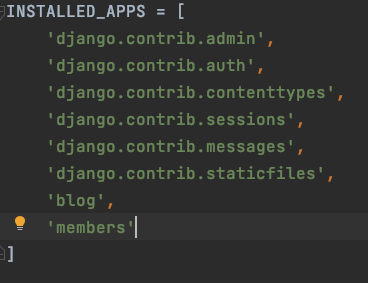 INSTALLED_APPS = [
    'django.contrib.admin',
    'django.contrib.auth',
    'django.contrib.contenttypes',
    'django.contrib.sessions',
    'django.contrib.messages',
    'django.contrib.staticfiles',
    'blog',
    'members'
]